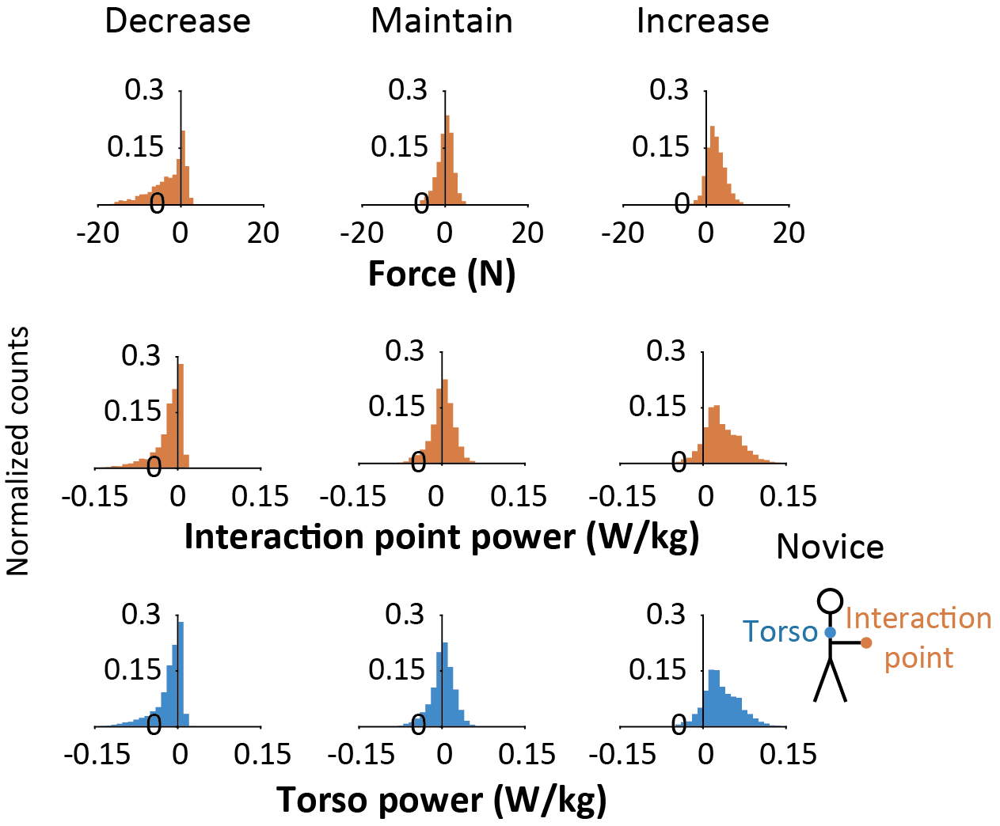 Decrease Maintain Increase
0.3 0.3 0.3
0.15 0.15 0.15
0 0 0
-20 0 20 -20 0 20 -20 0 20
Force (N)
Normalized counts
0.3 0.3 0.3
0.15 0.15 0.15
0 0 0
-0.15 0 0.15 -0.15 0 0.15 -0.15 0 0.15
Interaction point power (W/kg)
Novice
0.3 0.3 0.3
Torso Interaction
point
0.15 0.15 0.15
0 0 0
-0.15 0 0.15 -0.15 0 0.15 -0.15 0 0.15
Torso power (W/kg)